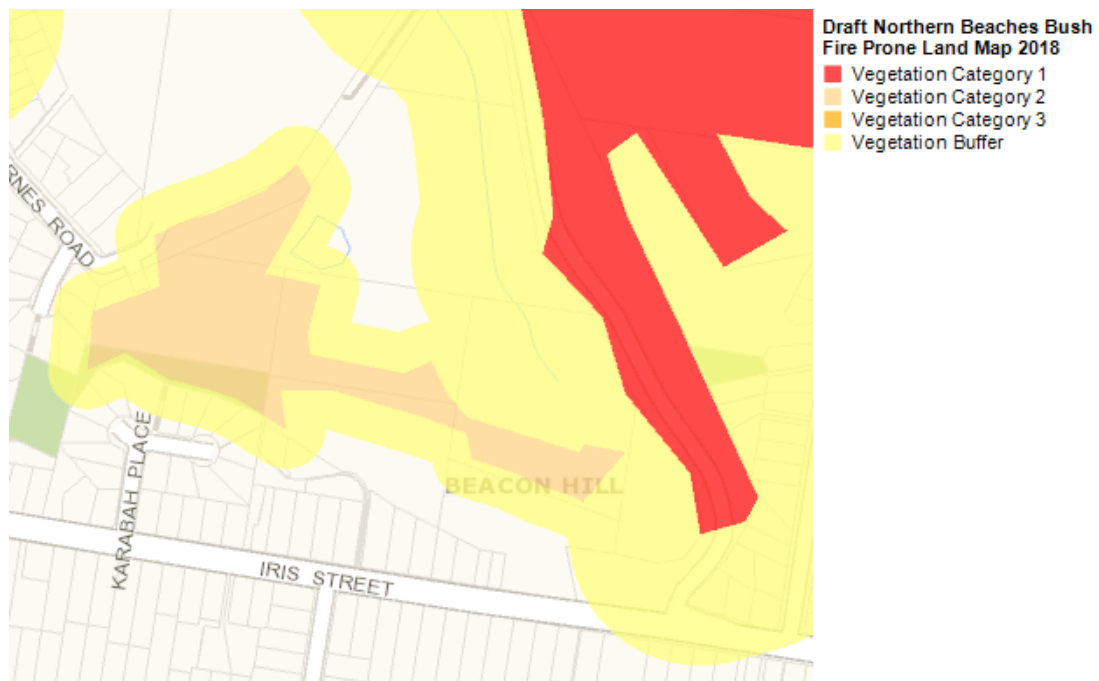 Draft Northern Beaches Bush
Fire Prone Land Map 2018
Vegetation Category 1
Vegetation Category 2
Vegetation Category 3
Vegetation Buffer
RNES ROAD
KARABAH PLACE
BEACON HILL
IRIS STREET